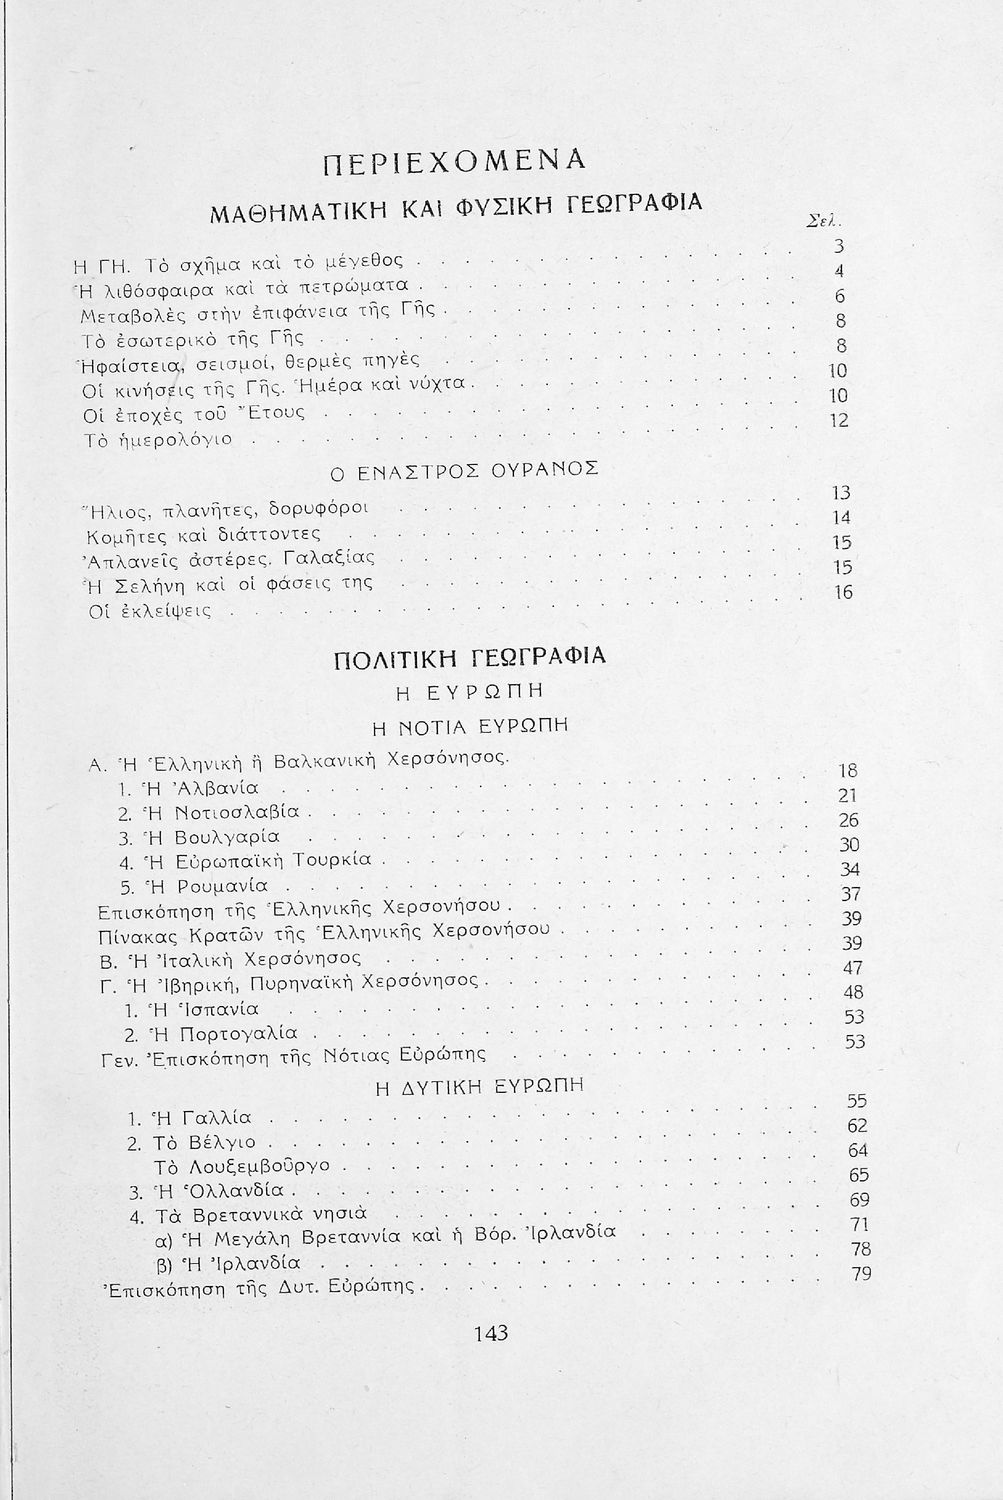 ΠΕΡΙΕΧΟΜΕΝΑ
ΜΑΘΗΜΑΤΙΚΗ ΚΑΙ ΦΥΣΙΚΗ ΓΕΩΓΡΑΦΙΑ
Σελ.
Η ΓΗ. Τὸ σχῆμα καὶ τὸ μέγεθος . . . . . . . . . . 3
Ἡ λιθόσφαιρα καὶ τὰ πετρώματα . . . . . . . . . . 4
Μεταβολὲς στὴν ἐπιφάνεια τῆς Γῆς . . . . . . . . . . 6
Τὸ ἐσωτερικὸ τῆς Γῆς . . . . . . . . . . 8
Ἡφαίστεια, σεισμοί, θερμὲς πηγὲς . . . . . . . . . . 8
Οἱ κινήσεις τῆς Γῆς. Ἡμέρα καὶ νύχτα . . . . . . . . . . 10
Οἱ ἐποχὲς τοῦ Ἔτους . . . . . . . . . . 10
Τὸ ἡμερολόγιο . . . . . . . . . . 12
Ο ΕΝΑΣΤΡΟΣ ΟΥΡΑΝΟΣ
Ἥλιος, πλανῆτες, δορυφόροι . . . . . . . . . . 13
Κομῆτες καὶ διάττοντες . . . . . . . . . . 14
Ἀπλανεῖς ἀστέρες. Γαλαξίας . . . . . . . . . . 15
Ἡ Σελήνη καὶ οἱ φάσεις της . . . . . . . . . . 15
Οἱ ἐκλείψεις . . . . . . . . . . 16
ΠΟΛΙΤΙΚΗ ΓΕΩΓΡΑΦΙΑ
Η ΕΥΡΩΠΗ
Η ΝΟΤΙΑ ΕΥΡΩΠΗ
Α. Ἡ Ἑλληνικὴ ἢ Βαλκανικὴ Χερσόνησος.
1. Ἡ Ἀλβανία . . . . . . . . . . 18
2. Ἡ Νοτιοσλαβία . . . . . . . . . . 21
3. Ἡ Βουλγαρία . . . . . . . . . . 26
4. Ἡ Εὐρωπαϊκὴ Τουρκία . . . . . . . . . . 30
5. Ἡ Ρουμανία . . . . . . . . . . 34
Επισκόπηση τῆς Ἑλληνικῆς Χερσονήσου . . . . . . . . . . 37
Πίνακας Κρατῶν τῆς Ἑλληνικῆς Χερσονήσου . . . . . . . . . . 39
Β. Ἡ Ἰταλικὴ Χερσόνησος . . . . . . . . . . 39
Γ. Ἡ Ἰβηρική, Πυρηναϊκὴ Χερσόνησος . . . . . . . . . . 47
1. Ἡ Ἱσπανία . . . . . . . . . . 48
2. Ἡ Πορτογαλία . . . . . . . . . . 53
Γεν. Ἐπισκόπηση τῆς Νότιας Εὐρώπης . . . . . . . . . . 53
Η ΔΥΤΙΚΗ ΕΥΡΩΠΗ
1. Ἡ Γαλλία . . . . . . . . . . 55
2. Τὸ Βέλγιο . . . . . . . . . . 62
Τὸ Λουξεμβοῦργο . . . . . . . . . . 64
3. Ἡ Ὁλλανδία . . . . . . . . . . 65
4. Τὰ Βρεταννικὰ νησιὰ . . . . . . . . . . 69
α) Ἡ Μεγάλη Βρεταννία καὶ ἡ Βόρ. Ἰρλανδία . . . . . . . . . . 71
β) Ἡ Ἰρλανδία . . . . . . . . . . 78
Ἐπισκόπηση τῆς Δυτ. Εὐρώπης . . . . . . . . . . 79
143